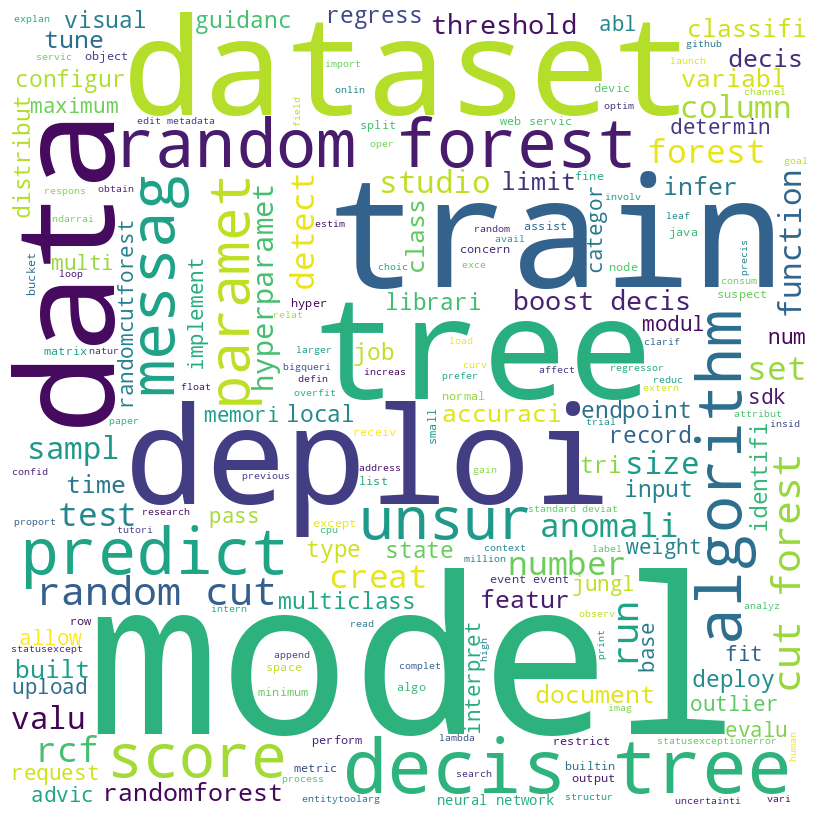 explan
visual
guidanc
regress
threshold
abl
classifi
tune
servic
object
dataset
import
github
launch
decis
configur
onlin
devic
variabl
channel
maximum
edit metadata
field
split
web servic
optim
column
distribut
random forest
oper
determin
forest
goal
data
respons
obtain
ndarrai
messag
paramet
hyperparamet
detect
studio
limit
fine
infer
train
class
categor
involv
function
estim
random
avail
assist
leaf
java
concern
choic
exce
node
precis
multi
loop
bucket
randomcutforest
implement
hyper
relat
librari
boost decis
consum
suspect
modul
clarif
num
tree
matrix
natur
job
bigqueri
defin
increas
larger
load
curv
prefer
affect
regressor
reduc
extern
algorithm
set
float
overfit
normal
sdk
paper
memori
local
accuraci
endpoint
attribut
insid
record
trial
deploi
receiv
small
sampl
confid
time
previous
address
list
gain
tri
size
input
identifi
cut forest
test
research
pass
unsur
anomali
standard deviat
proport
tutori
except
cpu
type
state
context
label
weight
predict
million
number
creat
event event
jungl
random cut
multiclass
featur
observ
run
base
analyz
intern
row
read
allow
statusexcept
append
print
high
fit
model
built
space
complet
interpret
document
deploy
upload
minimum
algo
imag
outlier
valu
lambda
evalu
rcf
score
perform
restrict
statusexceptionerror
human
metric
decis tree
builtin
request
process
search
output
advic
randomforest
entitytoolarg
neural network
structur
uncertainti
vari